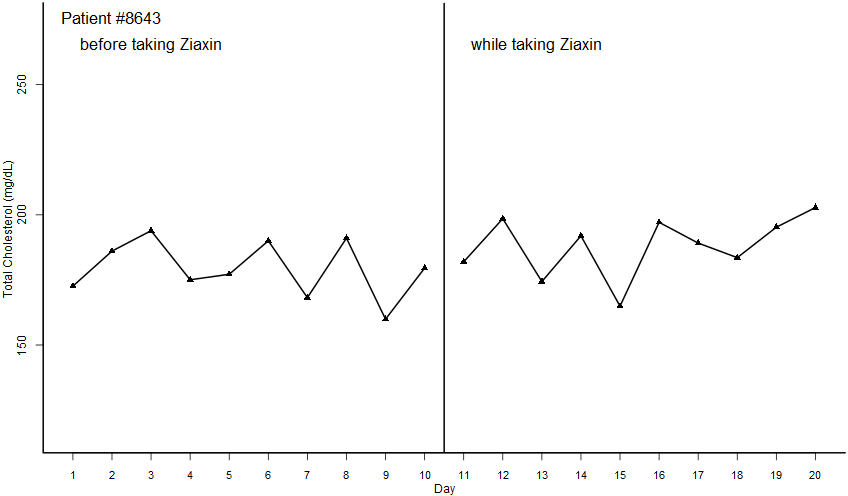 Patient #8643
before taking Ziaxin
while taking Ziaxin
Total Cholesterol (mg/dL)
250
200
150
1 2 3 4 5 6 7 8 9 10 11 12 13 14 15 16 17 18 19 20
Day